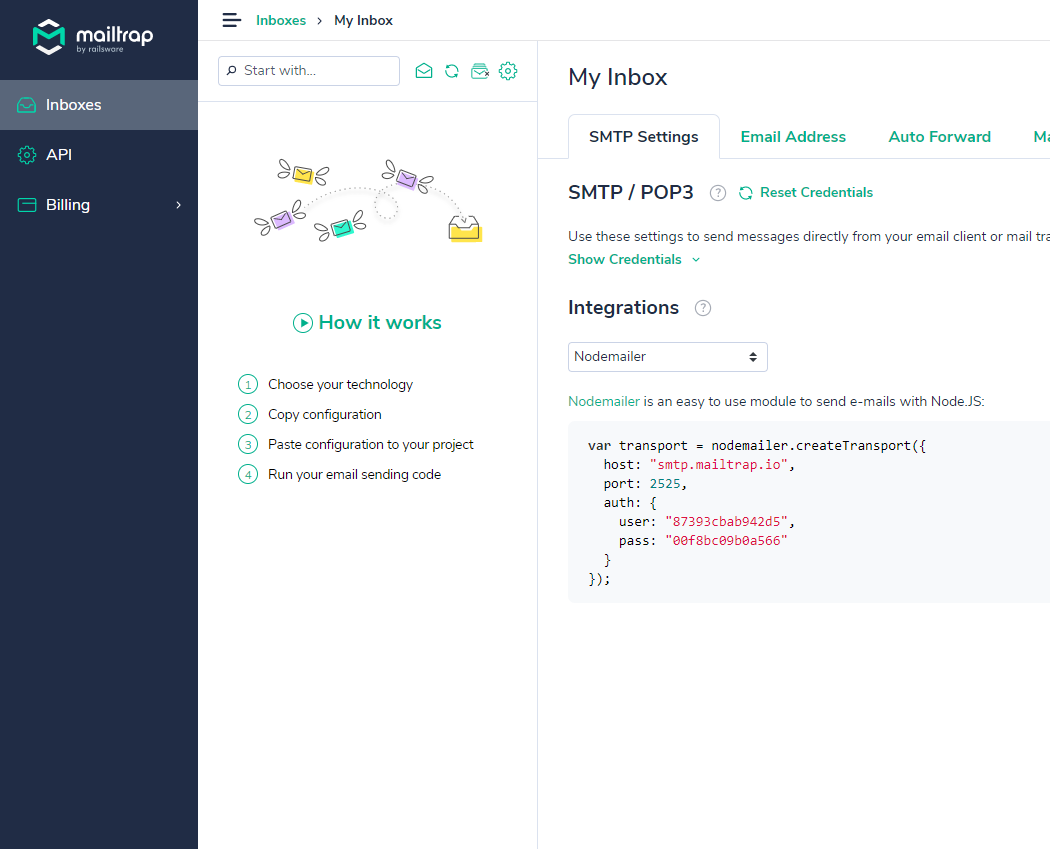 mailtrap
by railsware
Inboxes
API
Billing
Inboxes > My Inbox
Start with...
How it works
1 Choose your technology
2 Copy configuration
3 Paste configuration to your project
4 Run your email sending code
My Inbox
SMTP Settings Email Address Auto Forward Ma
SMTP / POP3 ? Reset Credentials
Use these settings to send messages directly from your email client or mail tra
Show Credentials
Integrations ?
Nodemailer
Nodemailer is an easy to use module to send e-mails with Node.JS:
var transport = nodemailer.createTransport({
host: "smtp.mailtrap.io",
port: 2525,
auth: {
user: "87393cbab942d5",
pass: "00f8bc09b0a566"
}
});